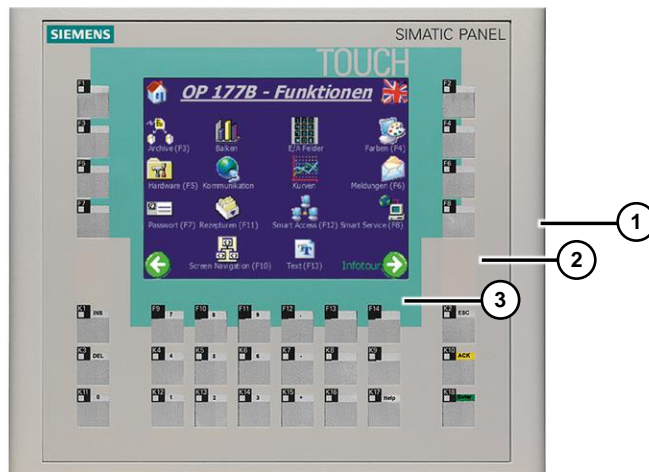 SIEMENS SIMATIC PANEL
TOUCH
F1 F2
OP 177B - Funktionen
F3 F4
Archive (F3) Balken E/A Felder Farben (F4)
F5 F6
Hardware (F5) Kommunikation Kurven Meldungen (F6)
F7 F8
Passwort (F7) Rezepturen (F11) Smart Access (F12) Smart Service (F8)
1
2
Screen Navigation (F10) Text (F13) Infotour
3
K1 INS F9 7 F10 8 F11 9 F12 . F13 F14 K2 ESC
K3 DEL K4 4 K5 5 K6 6 K7 - K8 K9 K10 ACK
K11 0 K12 1 K13 2 K14 3 K15 + K16 K17 Help K18 Enter